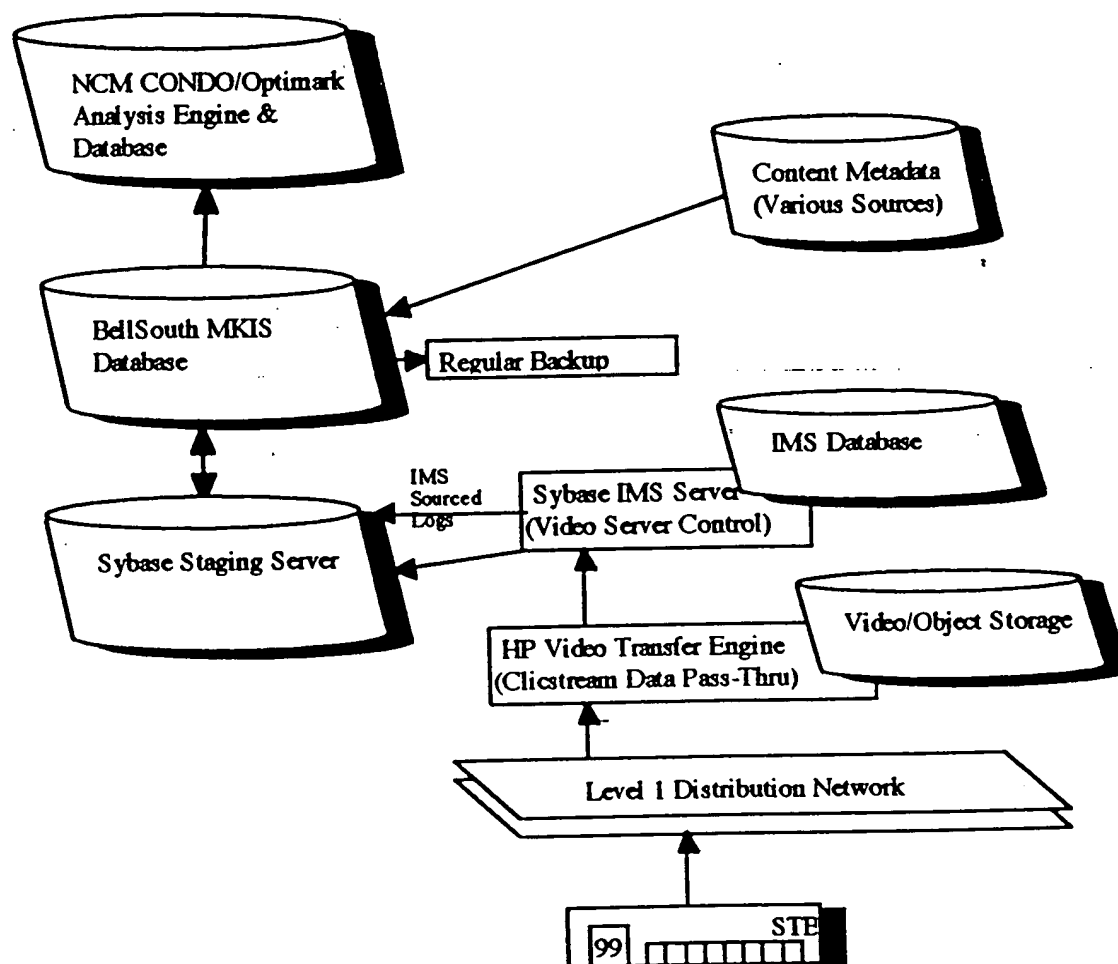 NCM CONDO/Optimark
Analysis Engine &
Database
Content Metadata
(Various Sources)
BellSouth MKIS
Database
Regular Backup
IMS Database
IMS
Sourced
Logs
Sybase IMS Server
(Video Server Control)
Sybase Staging Server
Video/Object Storage
HP Video Transfer Engine
(Clicstream Data Pass-Thru)
Level 1 Distribution Network
99